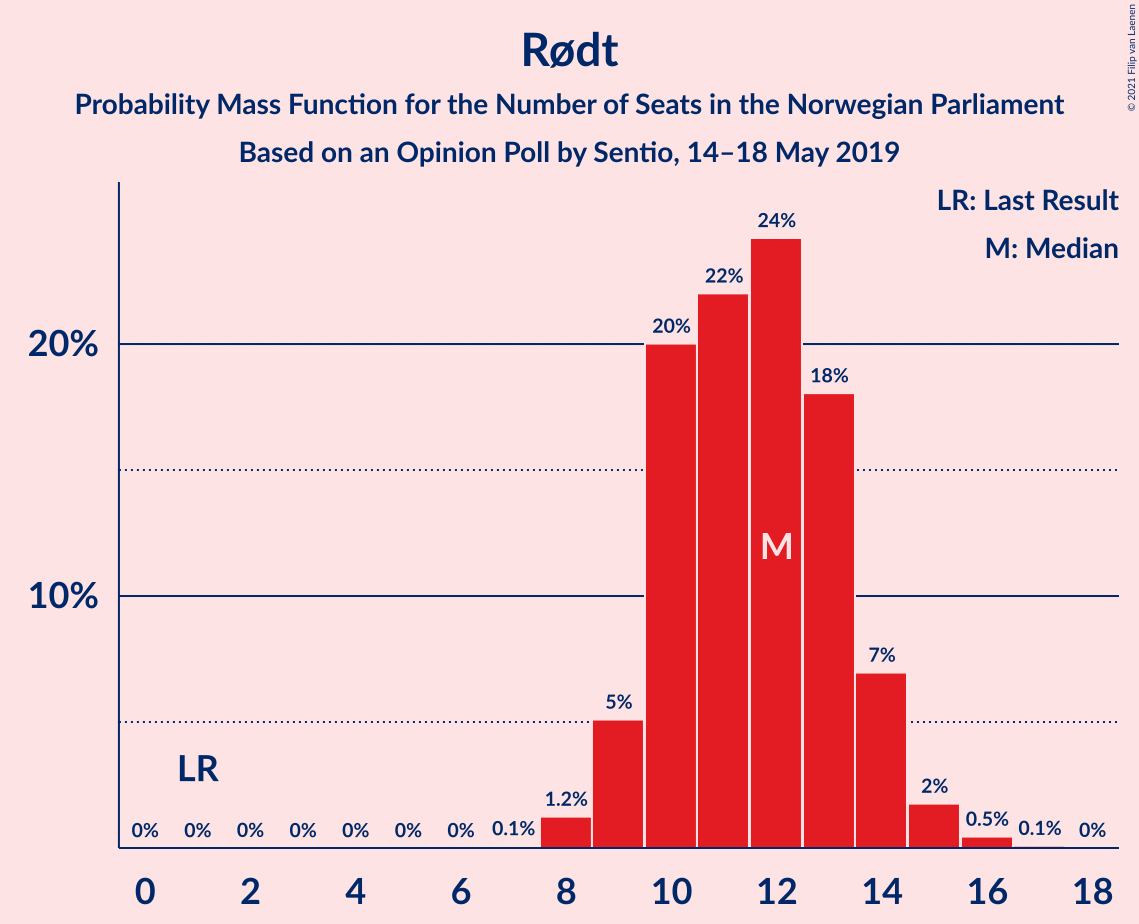 Rødt
Probability Mass Function for the Number of Seats in the Norwegian Parliament
Based on an Opinion Poll by Sentio, 14–18 May 2019
© 2021 Filip van Laenen
LR: Last Result
M: Median
20%
10%
LR
M
0%
0%
0%
0%
0%
0%
0%
0.1%
1.2%
5%
20%
22%
24%
18%
7%
2%
0.5%
0.1%
0%
0 2 4 6 8 10 12 14 16 18